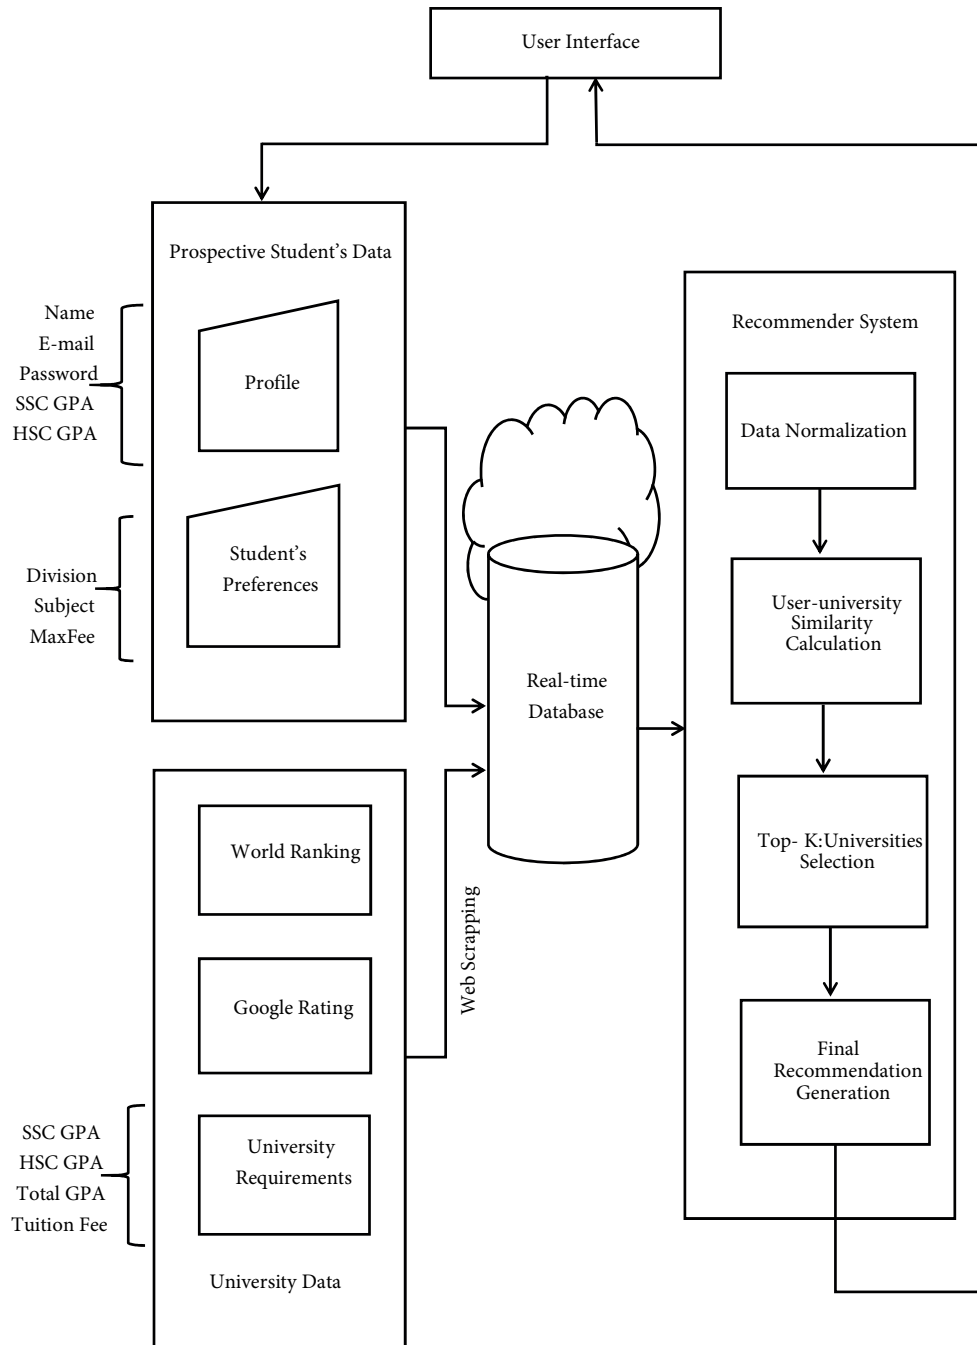 User Interface
Prospective Student's Data
Name
E-mail
Password
SSC GPA
HSC GPA
Profile
Division
Subject
MaxFee
Student's
Preferences
World Ranking
Google Rating
SSC GPA
HSC GPA
Total GPA
Tuition Fee
University
Requirements
University Data
Web Scrapping
Real-time
Database
Recommender System
Data Normalization
User-university
Similarity
Calculation
Top- K:Universities
Selection
Final
Recommendation
Generation